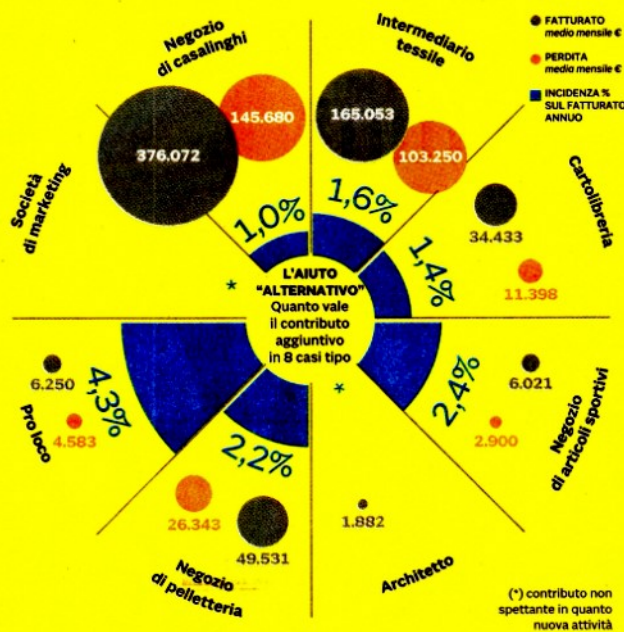 Negozio
di casalinghi
Intermediario
tessile
FATTURATO
medio mensile €
PERDITA
media mensile €
INCIDENZA %
SUL FATTURATO
ANNUO
376.072
145.680
165.053
103.250
Società
di marketing
Cartolibreria
34.433
11.398
1,0%
1,6%
1,4%
*
L'AIUTO
"ALTERNATIVO"
Quanto vale
il contributo
aggiuntivo
in 8 casi tipo
*
6.250
4.583
Pro loco
4,3%
2,4%
6.021
2.900
Negozio
di articoli sportivi
2,2%
26.343
49.531
Negozio
di pelletteria
1.882
Architetto
(*) contributo non
spettante in quanto
nuova attività